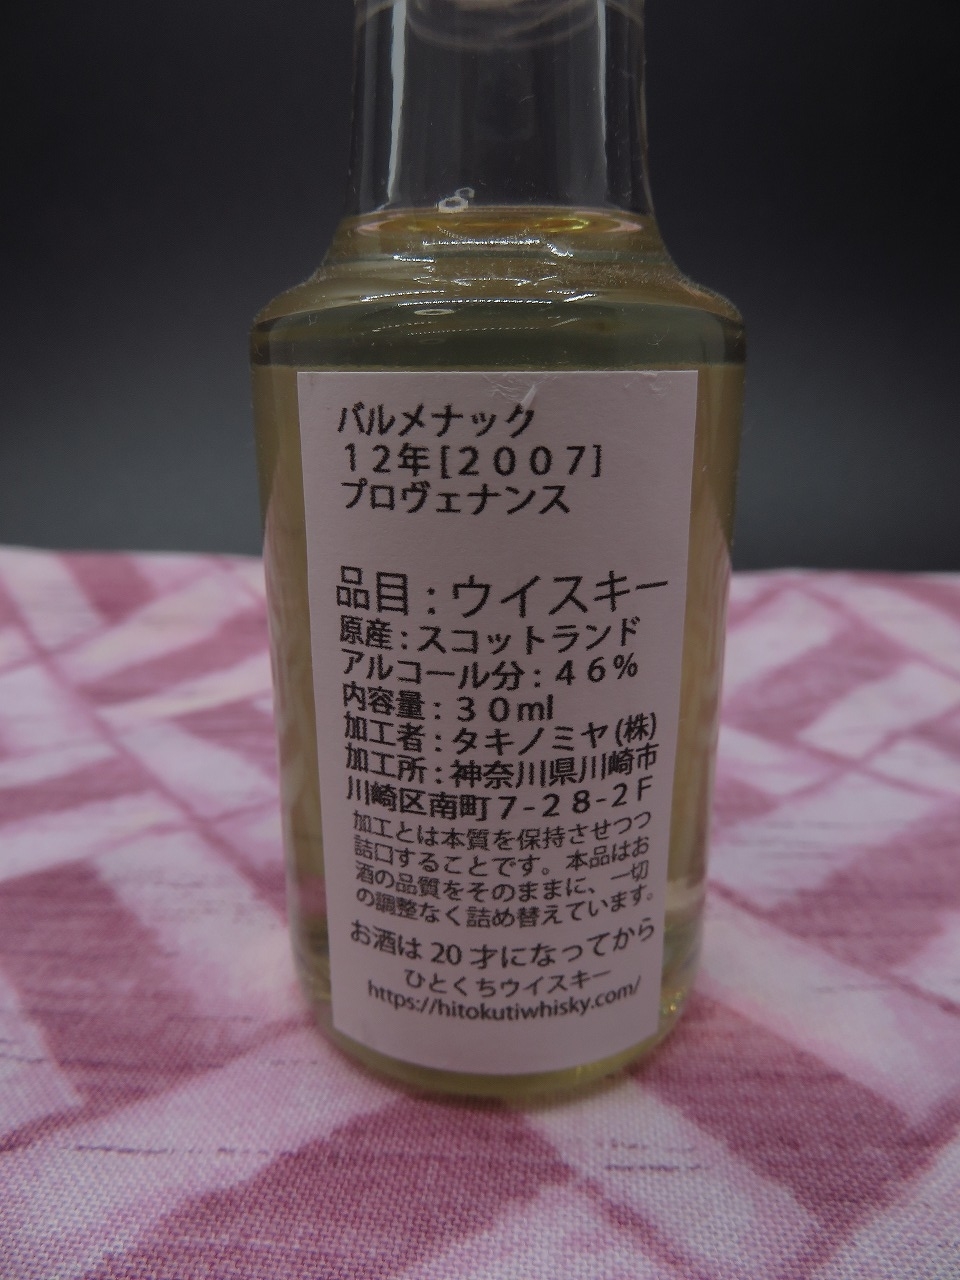 バルメナック
１２年[２００７]
プロヴェナンス
品目：ウイスキー
原産：スコットランド
アルコール分：４６%
内容量：３０ml
加工者：タキノミヤ(株)
加工所：神奈川県川崎市
川崎区南町７-２８-２F
加工とは本質を保持させつつ
詰口することです。本品はお
酒の品質をそのままに、一切
の調整なく詰め替えています。
お酒は 20 才になってから
ひとくちウイスキー
https://hitokutiwhisky.com/